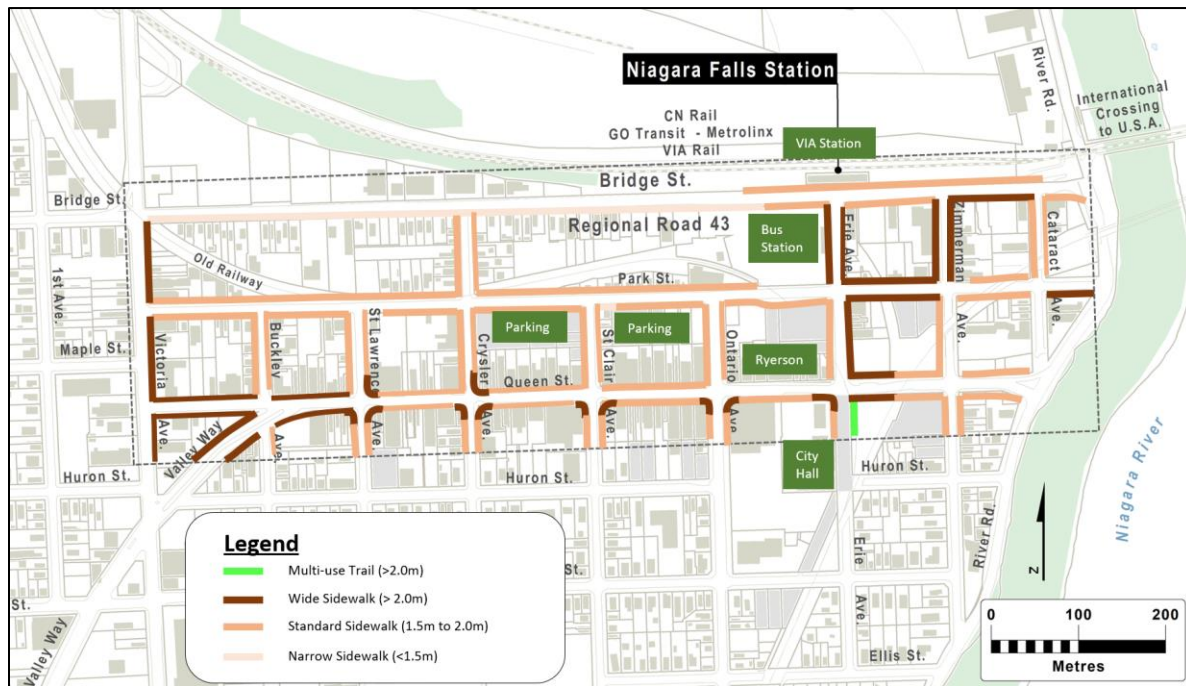 Niagara Falls Station
River Rd.
International
Crossing
to U.S.A.
CN Rail
GO Transit - Metrolinx
VIA Rail
VIA Station
Bridge St.
Bridge St.
Regional Road 43
Bus
Station
Erie Ave.
Zimmerman
Ave.
Cataract
Ave.
Old Railway
Park St.
1st Ave.
Maple St.
Victoria
Ave.
Buckley
Ave.
St Lawrence
Ave.
Crysler
Ave.
Parking
St Clair
Ave.
Parking
Ontario
Ave.
Ryerson
Queen St.
Valley Way
City
Hall
Huron St.
Huron St.
Huron St.
Niagara River
River Rd.
Erie
Ave.
St.
St.
Valley Way
Ellis St.
Legend
Multi-use Trail (>2.0m)
Wide Sidewalk (> 2.0m)
Standard Sidewalk (1.5m to 2.0m)
Narrow Sidewalk (<1.5m)
N
0 100 200
Metres